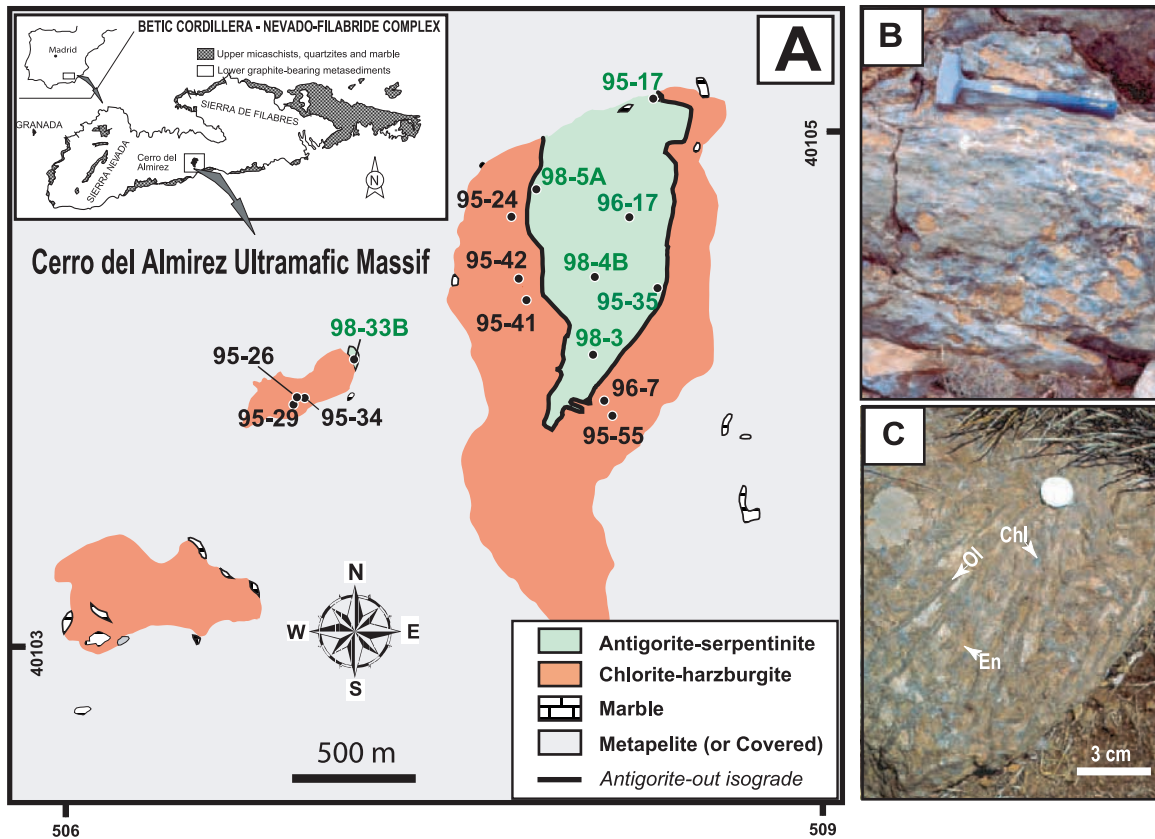 BETIC CORDILLERA - NEVADO-FILABRIDE COMPLEX
Madrid
Upper micaschists, quartzites and marble
Lower graphite-bearing metasediments
SIERRA DE FILABRES
GRANADA
SIERRA NEVADA
Cerro del
Almirez
N
A
Cerro del Almirez Ultramafic Massif
95-17
98-5A
95-24
96-17
95-42
98-4B
95-35
95-41
98-33B
98-3
95-26
96-7
95-29
95-34
95-55
40105
40103
N
W
E
S
500 m
Antigorite-serpentinite
Chlorite-harzburgite
Marble
Metapelite (or Covered)
Antigorite-out isograde
506
509
B
C
Chl
Ol
En
3 cm